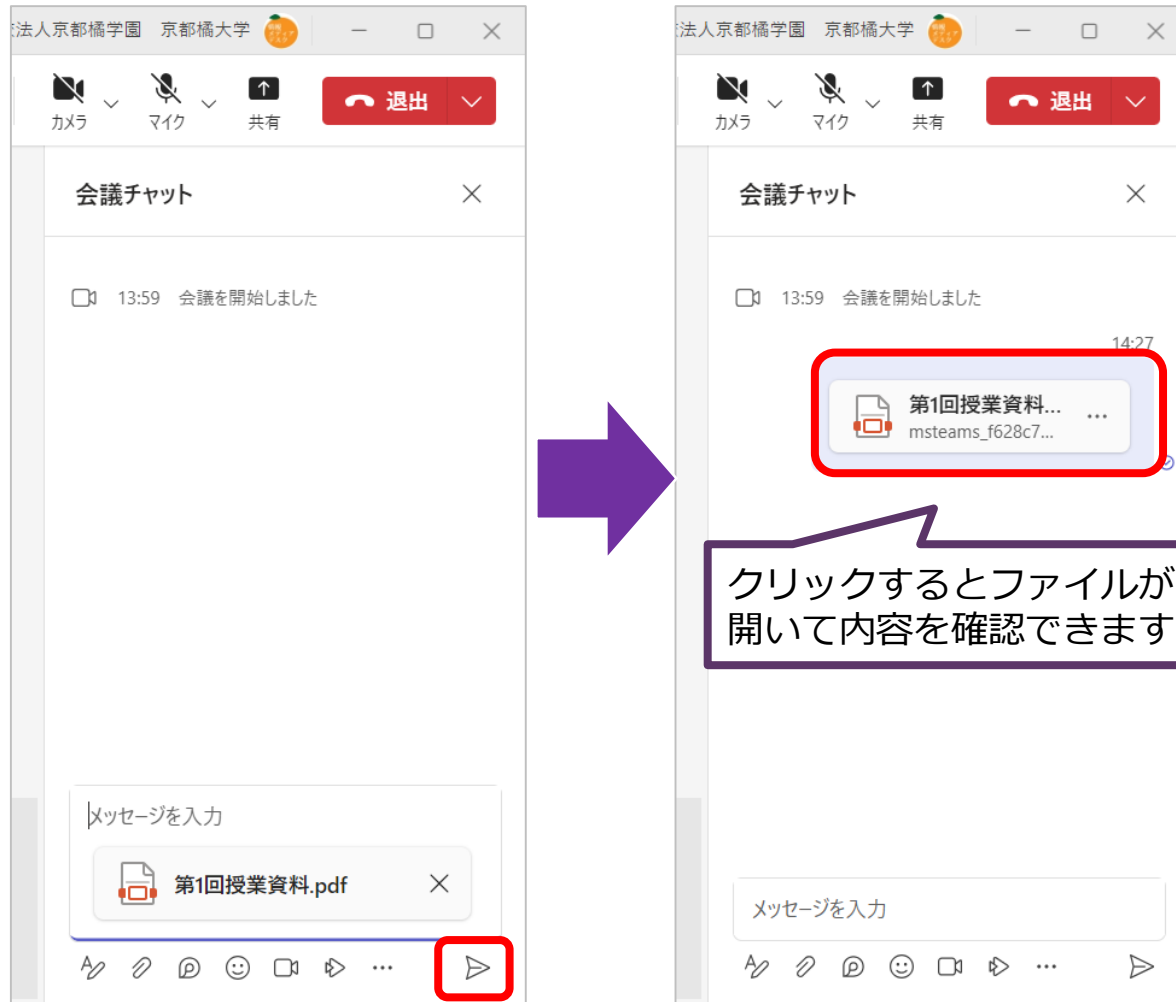 法人京都橘学園　京都橘大学
カメラ
マイク
共有
退出
会議チャット
13:59　会議を開始しました
メッセージを入力
第1回授業資料.pdf
法人京都橘学園　京都橘大学
カメラ
マイク
共有
退出
会議チャット
13:59　会議を開始しました
14:27
第1回授業資料...
msteams_f628c7...
クリックするとファイルが
開いて内容を確認できます
メッセージを入力